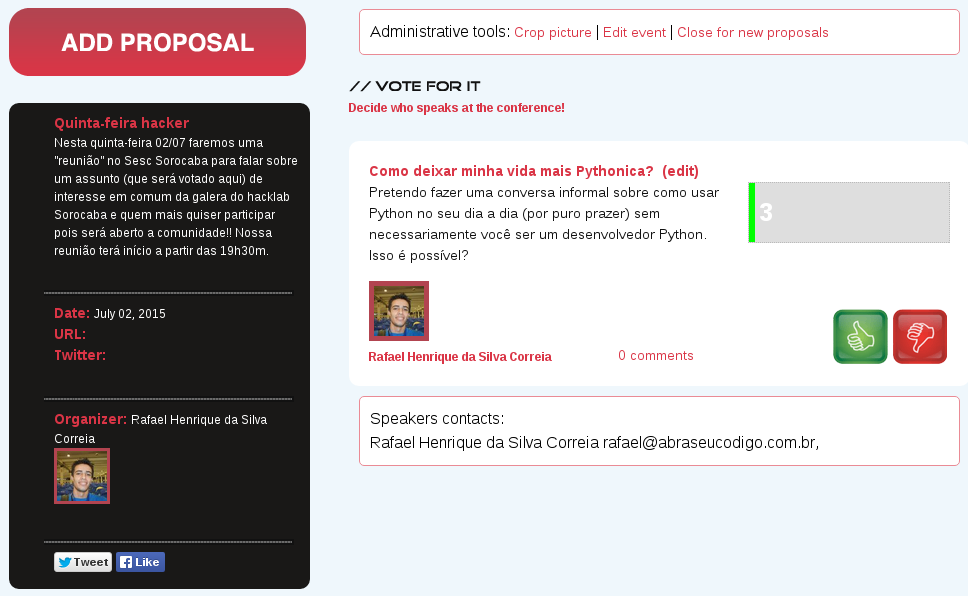 ADD PROPOSAL
Quinta-feira hacker
Nesta quinta-feira 02/07 faremos uma
"reunião" no Sesc Sorocaba para falar sobre
um assunto (que será votado aqui) de
interesse em comum da galera do hacklab
Sorocaba e quem mais quiser participar
pois será aberto a comunidade!! Nossa
reunião terá início a partir das 19h30m.
Date: July 02, 2015
URL:
Twitter:
Organizer: Rafael Henrique da Silva
Correia
Tweet Like
Administrative tools: Crop picture | Edit event | Close for new proposals
// VOTE FOR IT
Decide who speaks at the conference!
Como deixar minha vida mais Pythonica? (edit)
Pretendo fazer uma conversa informal sobre como usar
Python no seu dia a dia (por puro prazer) sem
necessariamente você ser um desenvolvedor Python.
Isso é possível?
3
Rafael Henrique da Silva Correia 0 comments
Speakers contacts:
Rafael Henrique da Silva Correia rafael@abraseucodigo.com.br,